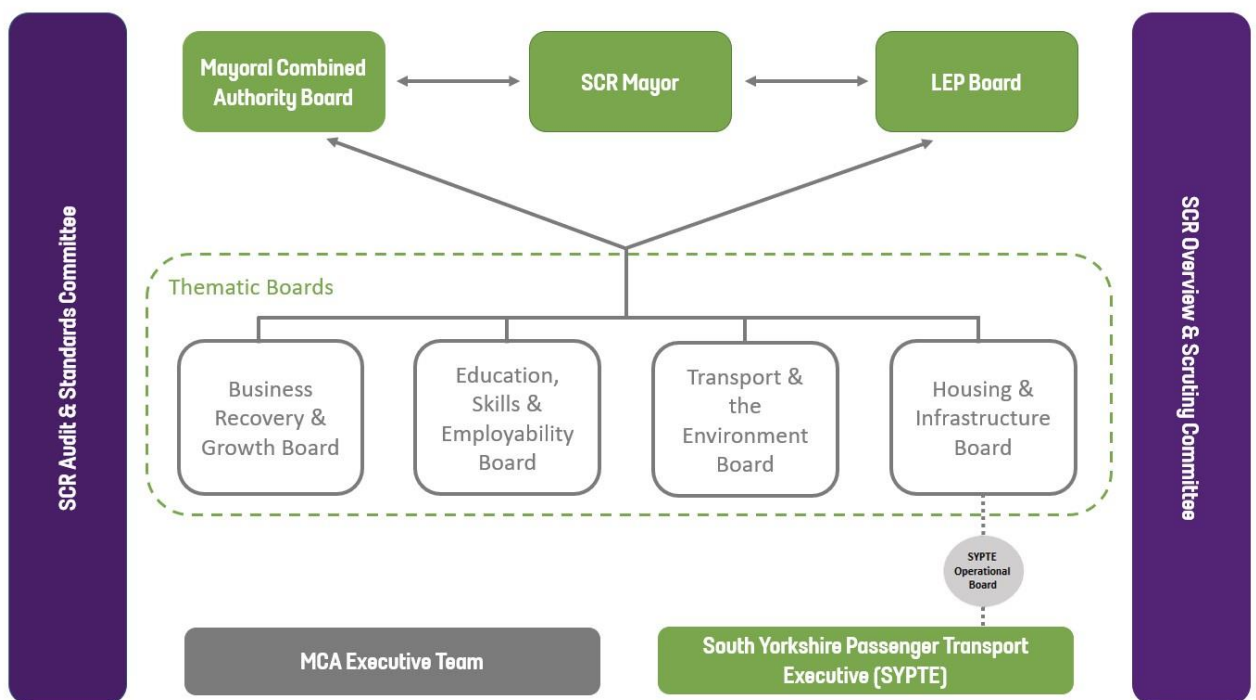 SCR Audit & Standards Committee
Mayoral Combined
Authority Board
SCR Mayor
LEP Board
Thematic Boards
Business
Recovery &
Growth Board
Education,
Skills &
Employability
Board
Transport &
the
Environment
Board
Housing &
Infrastructure
Board
SYPTE
Operational
Board
MCA Executive Team
South Yorkshire Passenger Transport
Executive (SYPTE)
SCR Overview & Scrutiny Committee